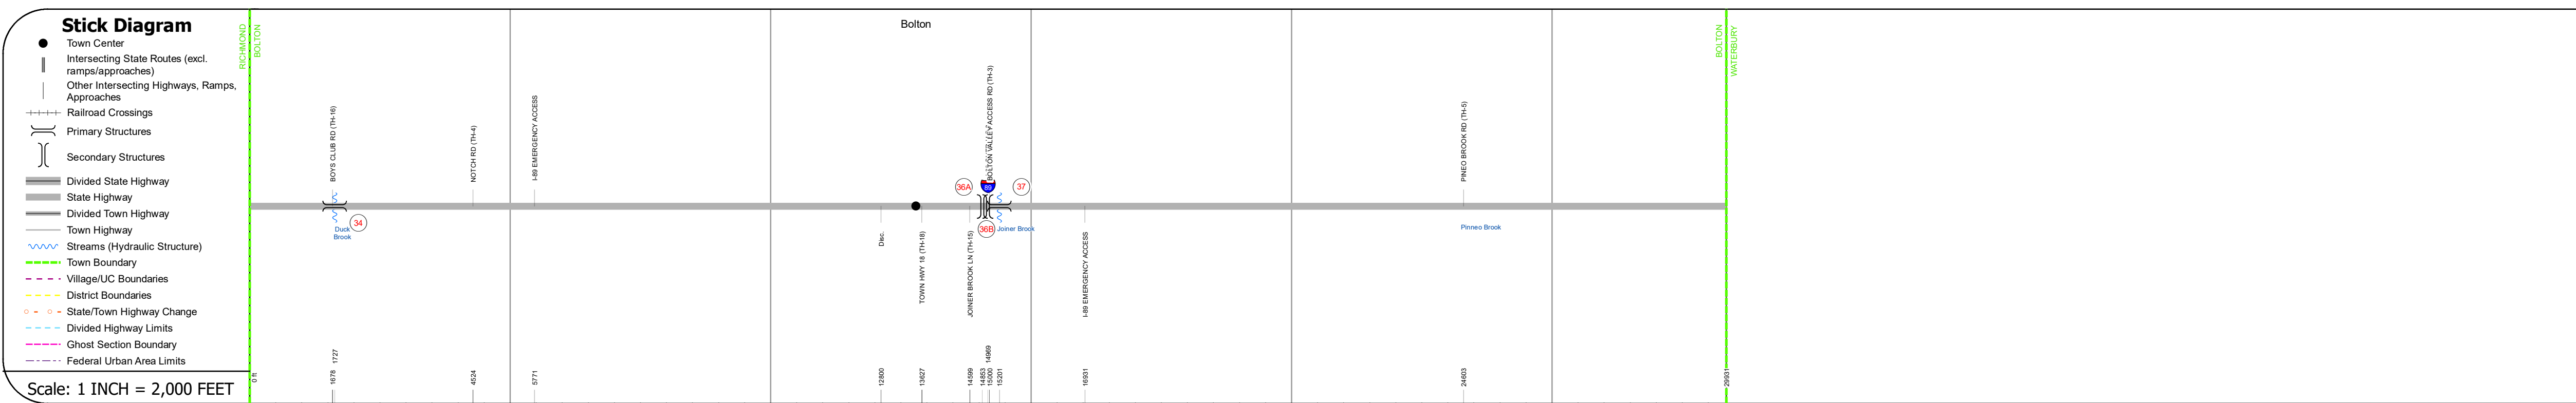 Stick Diagram
Town Center
Intersecting State Routes (excl.
ramps/approaches)
Other Intersecting Highways, Ramps,
Approaches
Railroad Crossings
Primary Structures
Secondary Structures
Divided State Highway
State Highway
Divided Town Highway
Town Highway
Streams (Hydraulic Structure)
Town Boundary
Village/UC Boundaries
District Boundaries
State/Town Highway Change
Divided Highway Limits
Ghost Section Boundary
Federal Urban Area Limits
Scale: 1 INCH = 2,000 FEET
RICHMOND
BOLTON
Bolton
BOLTON
WATERBURY
BOYS CLUB RD (TH-16)
NOTCH RD (TH-4)
I-89 EMERGENCY ACCESS
BOLTON VALLEY ACCESS RD (TH-3)
PINEO BROOK RD (TH-5)
36A
89
37
34
Duck
Brook
36B
Joiner Brook
Pinneo Brook
Disc.
TOWN HWY 18 (TH-18)
JOINER BROOK LN (TH-15)
I-89 EMERGENCY ACCESS
0 ft
1678
1727
4524
5771
12800
13627
14599
14853
14969
15000
15201
16931
24603
29931